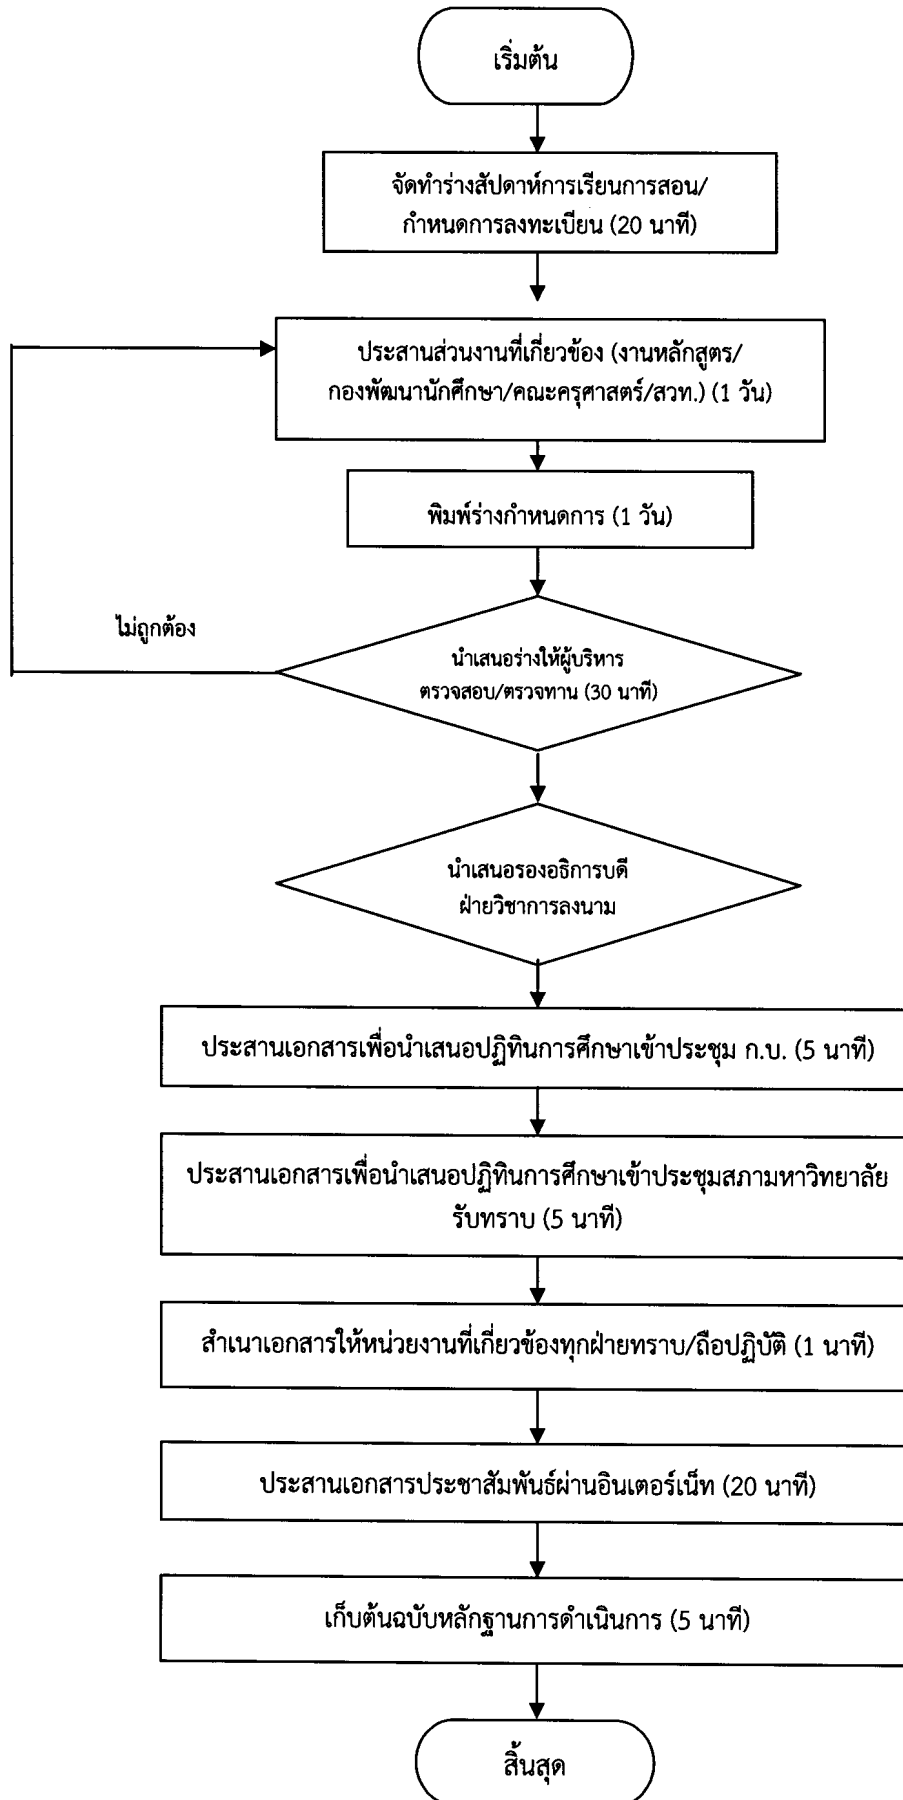 เริ่มต้น
จัดทำร่างสัปดาห์การเรียนการสอน/
กำหนดการลงทะเบียน (20 นาที)
ประสานส่วนงานที่เกี่ยวข้อง (งานหลักสูตร/
กองพัฒนานักศึกษา/คณะครุศาสตร์/สวท.) (1 วัน)
พิมพ์ร่างกำหนดการ (1 วัน)
ไม่ถูกต้อง
นำเสนอร่างให้ผู้บริหาร
ตรวจสอบ/ตรวจทาน (30 นาที)
นำเสนอรองอธิการบดี
ฝ่ายวิชาการลงนาม
ประสานเอกสารเพื่อนำเสนอปฏิทินการศึกษาเข้าประชุม ก.บ. (5 นาที)
ประสานเอกสารเพื่อนำเสนอปฏิทินการศึกษาเข้าประชุมสภามหาวิทยาลัย
รับทราบ (5 นาที)
สำเนาเอกสารให้หน่วยงานที่เกี่ยวข้องทุกฝ่ายทราบ/ถือปฏิบัติ (1 นาที)
ประสานเอกสารประชาสัมพันธ์ผ่านอินเตอร์เน็ท (20 นาที)
เก็บต้นฉบับหลักฐานการดำเนินการ (5 นาที)
สิ้นสุด